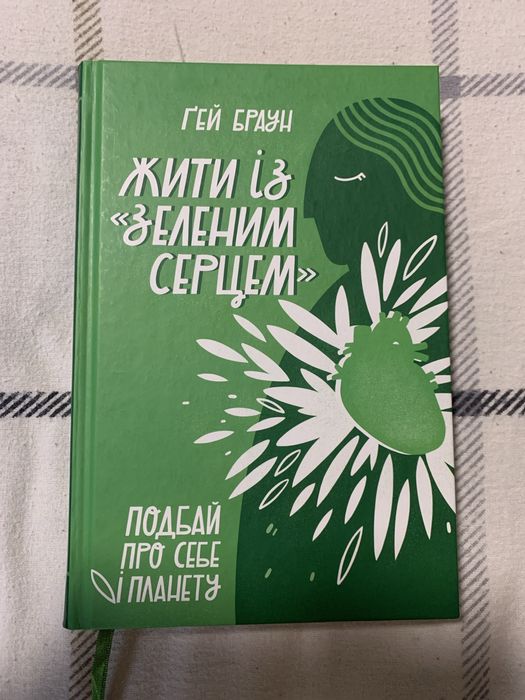 ҐЕЙ БРАУН
ЖИТИ ІЗ
«ЗЕЛЕНИМ
СЕРЦЕМ»
ПОДБАЙ
ПРО СЕБЕ
І ПЛАНЕТУ